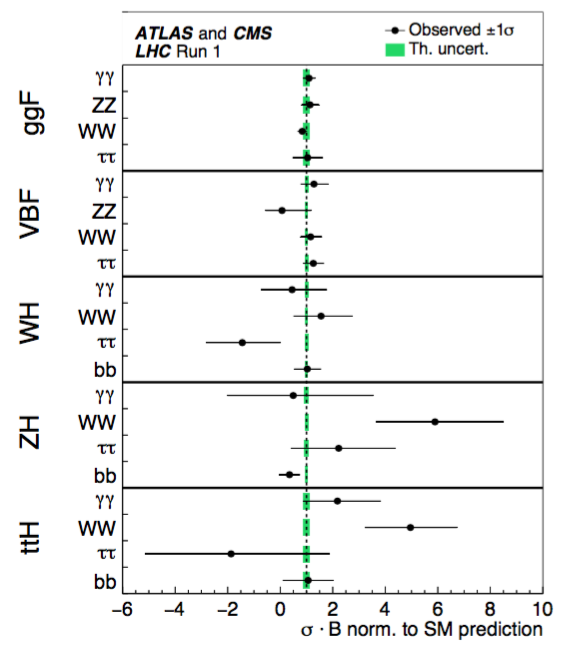 ATLAS and CMS
LHC Run 1
Observed ±1σ
Th. uncert.
ggF
γγ
ZZ
WW
ττ
VBF
γγ
ZZ
WW
ττ
WH
γγ
WW
ττ
bb
ZH
γγ
WW
ττ
bb
ttH
γγ
WW
ττ
bb
−6 −4 −2 0 2 4 6 8 10
σ · B norm. to SM prediction